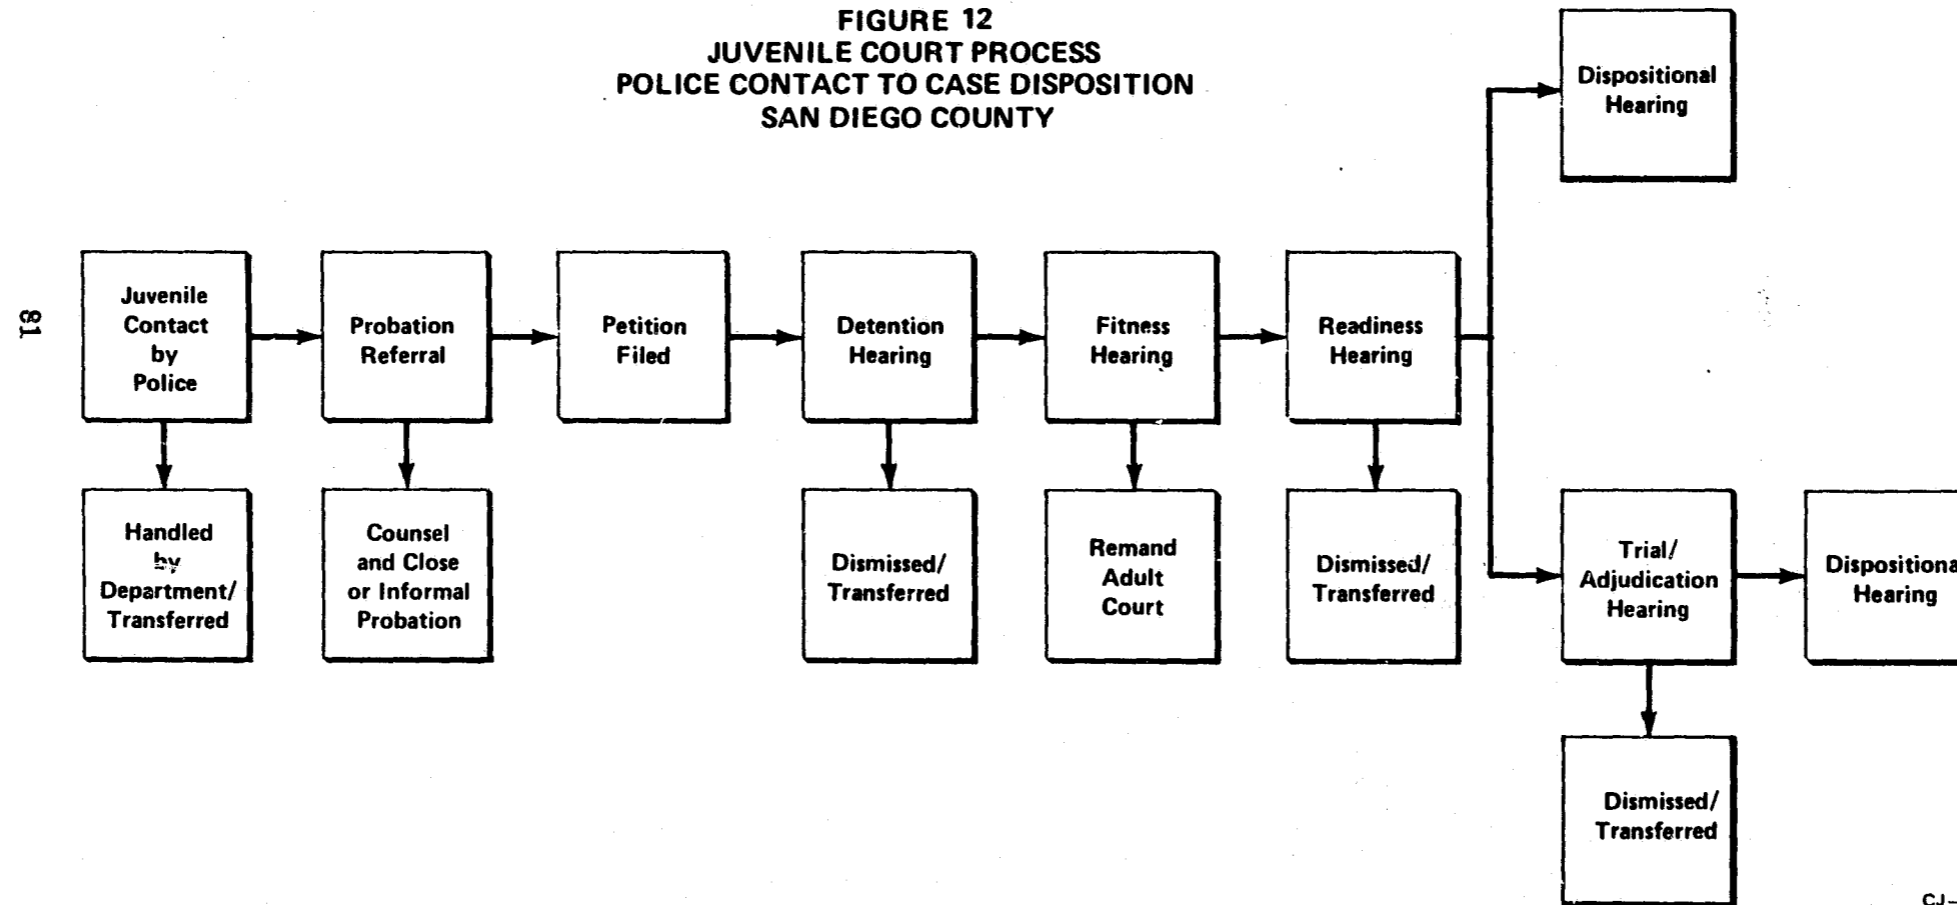 FIGURE 12
JUVENILE COURT PROCESS
POLICE CONTACT TO CASE DISPOSITION
SAN DIEGO COUNTY
Dispositional
Hearing
81
Juvenile
Contact
by
Police
Probation
Referral
Petition
Filed
Detention
Hearing
Fitness
Hearing
Readiness
Hearing
Handled
by
Department/
Transferred
Counsel
and Close
or Informal
Probation
Dismissed/
Transferred
Remand
Adult
Court
Dismissed/
Transferred
Trial/
Adjudication
Hearing
Dispositiona
Hearing
Dismissed/
Transferred
CJ-